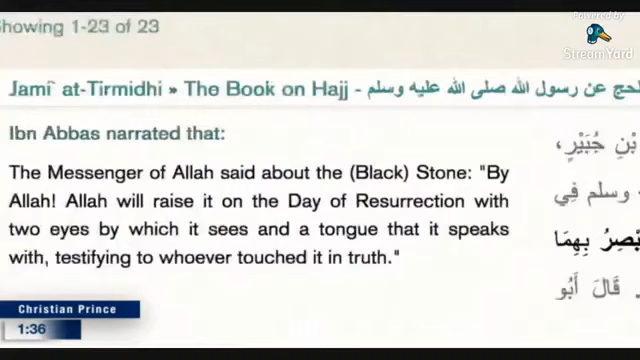 Showing 1-23 of 23
Powered by
StreamYard
Jami` at-Tirmidhi » The Book on Hajj - لحج عن رسول الله صلى الله عليه وسلم
Ibn Abbas narrated that:
The Messenger of Allah said about the (Black) Stone: "By
Allah! Allah will raise it on the Day of Resurrection with
two eyes by which it sees and a tongue that it speaks
with, testifying to whoever touched it in truth."
بْنِ جُبَيْرٍ،
وسلم فِي
بْصِرُ بِهِمَا
. قَالَ أَبُو
Christian Prince
1:36